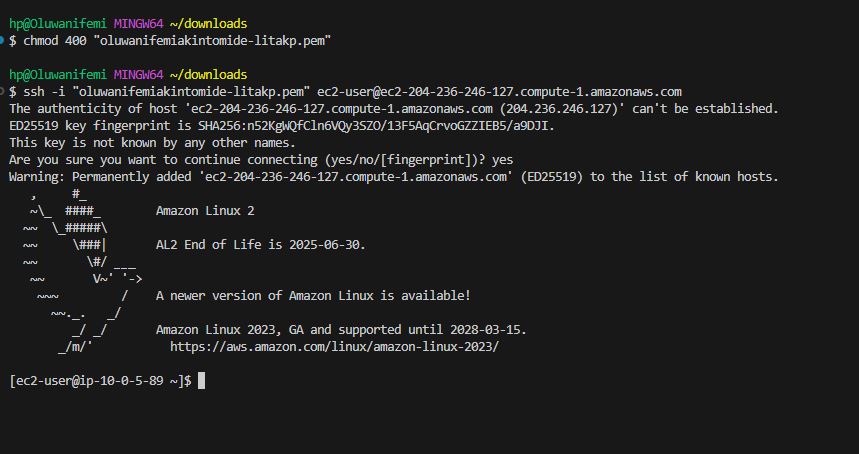 hp@Oluwanifemi MINGW64 ~/downloads
$ chmod 400 "oluwanifemiakintomide-litakp.pem"

hp@Oluwanifemi MINGW64 ~/downloads
$ ssh -i "oluwanifemiakintomide-litakp.pem" ec2-user@ec2-204-236-246-127.compute-1.amazonaws.com
The authenticity of host 'ec2-204-236-246-127.compute-1.amazonaws.com (204.236.246.127)' can't be established.
ED25519 key fingerprint is SHA256:n52KgWQfCln6VQy3SZO/13F5AqCrvoGZZIEB5/a9DJI.
This key is not known by any other names.
Are you sure you want to continue connecting (yes/no/[fingerprint])? yes
Warning: Permanently added 'ec2-204-236-246-127.compute-1.amazonaws.com' (ED25519) to the list of known hosts.
   ,     #_
   ~\_  ####_        Amazon Linux 2
  ~~  \_#####\
  ~~     \###|       AL2 End of Life is 2025-06-30.
  ~~       \#/ ___
   ~~       V~' '->
    ~~~         /    A newer version of Amazon Linux is available!
      ~~._.   _/
         _/ _/       Amazon Linux 2023, GA and supported until 2028-03-15.
       _/m/'           https://aws.amazon.com/linux/amazon-linux-2023/

[ec2-user@ip-10-0-5-89 ~]$